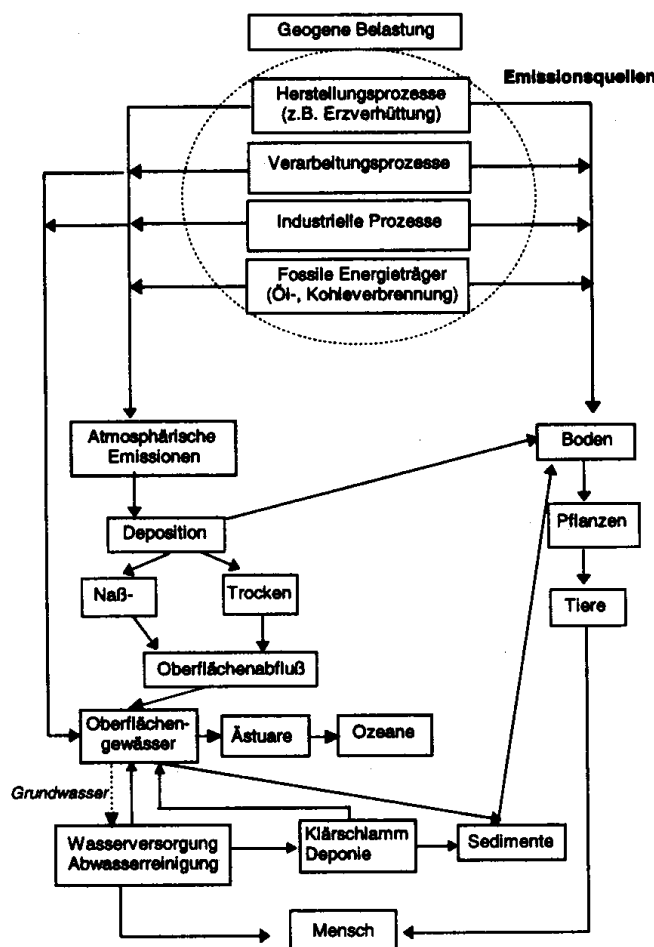 Geogene Belastung
Emissionsquellen
Herstellungsprozesse
(z.B. Erzverhüttung)
Verarbeitungsprozesse
Industrielle Prozesse
Fossile Energieträger
(Öl-, Kohleverbrennung)
Atmosphärische
Emissionen
Boden
Deposition
Pflanzen
Naß-
Trocken
Tiere
Oberflächenabfluß
Oberflächen-
gewässer
Ästuare
Ozeane
Grundwasser
Wasserversorgung
Abwasserreinigung
Klärschlamm
Deponie
Sedimente
Mensch